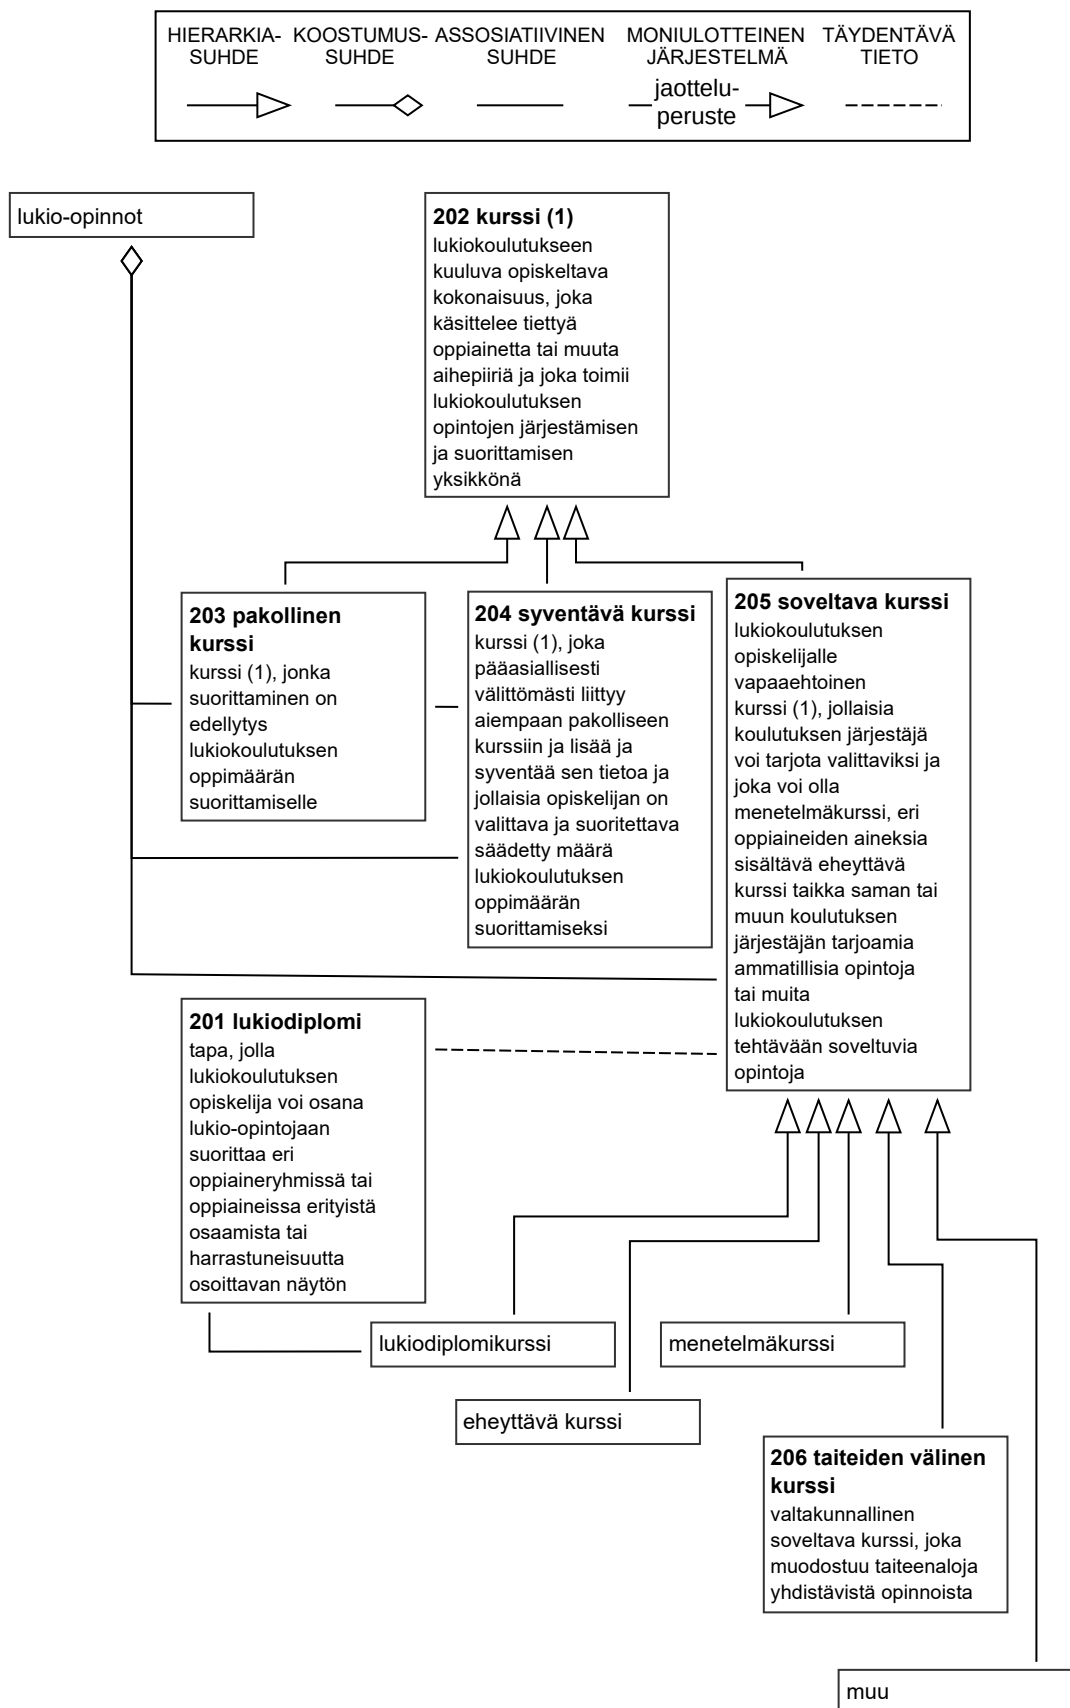 HIERARKIA-
SUHDE
KOOSTUMUS-
SUHDE
ASSOSIATIIVINEN
SUHDE
MONIULOTTEINEN
JÄRJESTELMÄ
jaottelu-
peruste
TÄYDENTÄVÄ
TIETO
lukio-opinnot
202 kurssi (1)
lukiokoulutukseen
kuuluva opiskeltava
kokonaisuus, joka
käsittelee tiettyä
oppiainetta tai muuta
aihepiiriä ja joka toimii
lukiokoulutuksen
opintojen järjestämisen
ja suorittamisen
yksikkönä
203 pakollinen
kurssi
kurssi (1), jonka
suorittaminen on
edellytys
lukiokoulutuksen
oppimäärän
suorittamiselle
204 syventävä kurssi
kurssi (1), joka
pääasiallisesti
välittömästi liittyy
aiempaan pakolliseen
kurssiin ja lisää ja
syventää sen tietoa ja
jollaisia opiskelijan on
valittava ja suoritettava
säädetty määrä
lukiokoulutuksen
oppimäärän
suorittamiseksi
205 soveltava kurssi
lukiokoulutuksen
opiskelijalle
vapaaehtoinen
kurssi (1), jollaisia
koulutuksen järjestäjä
voi tarjota valittaviksi ja
joka voi olla
menetelmäkurssi, eri
oppiaineiden aineksia
sisältävä eheyttävä
kurssi taikka saman tai
muun koulutuksen
järjestäjän tarjoamia
ammatillisia opintoja
tai muita
lukiokoulutuksen
tehtävään soveltuvia
opintoja
201 lukiodiplomi
tapa, jolla
lukiokoulutuksen
opiskelija voi osana
lukio-opintojaan
suorittaa eri
oppiaineryhmissä tai
oppiaineissa erityistä
osaamista tai
harrastuneisuutta
osoittavan näytön
lukiodiplomikurssi
menetelmäkurssi
eheyttävä kurssi
206 taiteiden välinen
kurssi
valtakunnallinen
soveltava kurssi, joka
muodostuu taiteenaloja
yhdistävistä opinnoista
muu